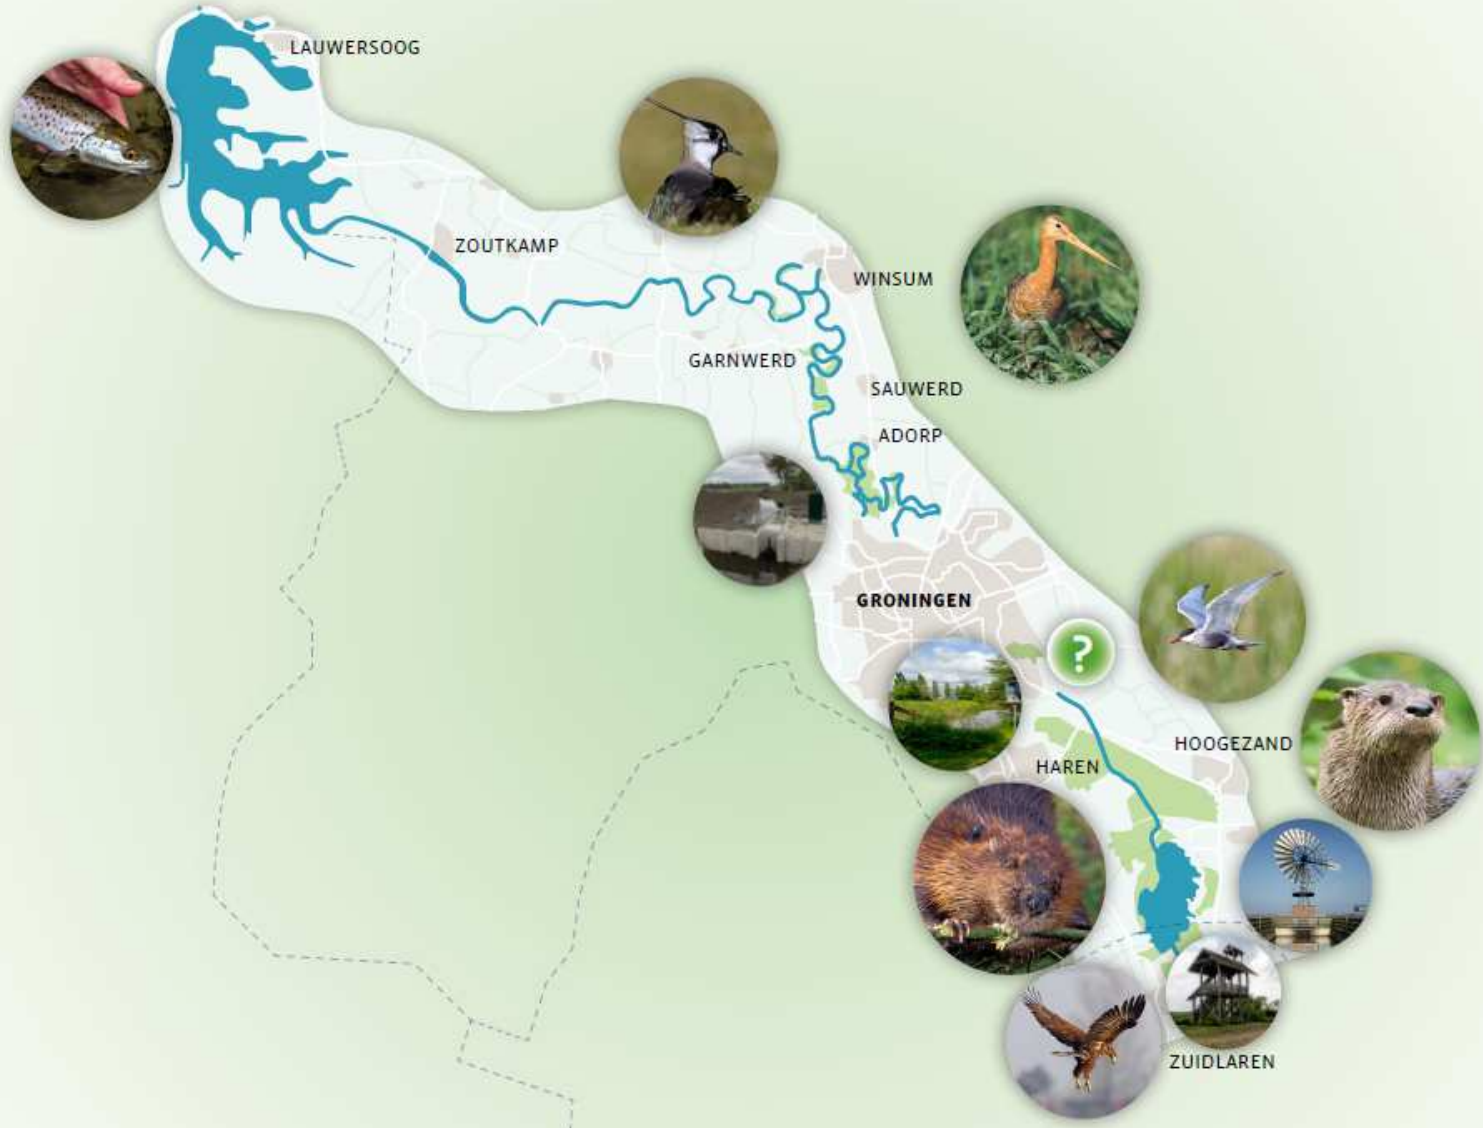 LAUWERSOOG
ZOUTKAMP
WINSUM
GARNWERD
SAUWERD
ADORP
GRONINGEN
?
HOOGEZAND
HAREN
ZUIDLAREN